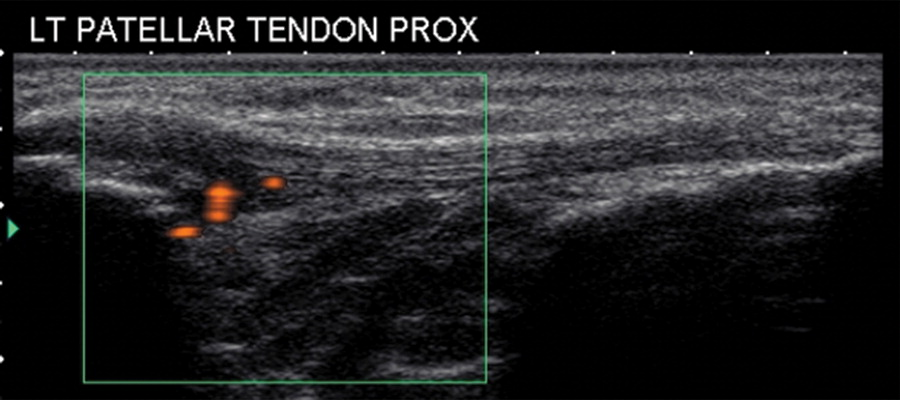 LT PATELLAR TENDON PROX